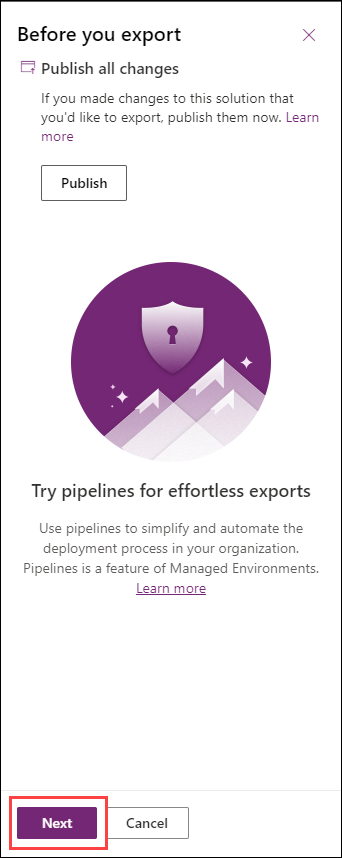 Before you export
Publish all changes
If you made changes to this solution that
you'd like to export, publish them now. Learn
more
Publish
Try pipelines for effortless exports
Use pipelines to simplify and automate the
deployment process in your organization.
Pipelines is a feature of Managed Environments.
Learn more
Next
Cancel